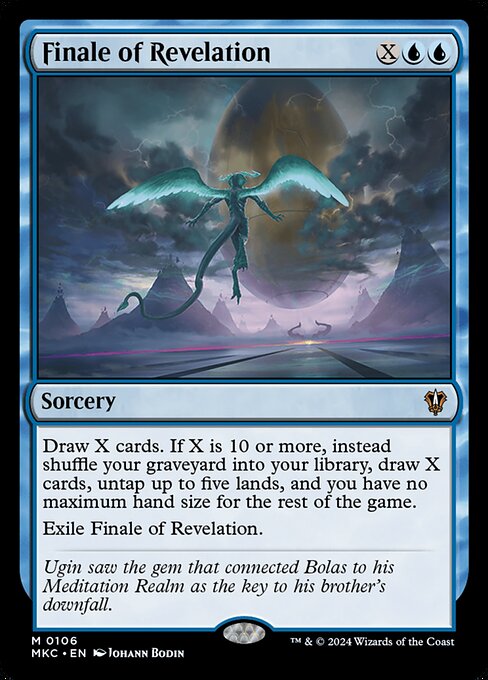 Finale of Revelation X
Sorcery
Draw X cards. If X is 10 or more, instead
shuffle your graveyard into your library, draw X
cards, untap up to five lands, and you have no
maximum hand size for the rest of the game.
Exile Finale of Revelation.
Ugin saw the gem that connected Bolas to his
Meditation Realm as the key to his brother's
downfall.
M 0106
MKC • EN Johann Bodin
™ & © 2024 Wizards of the Coast